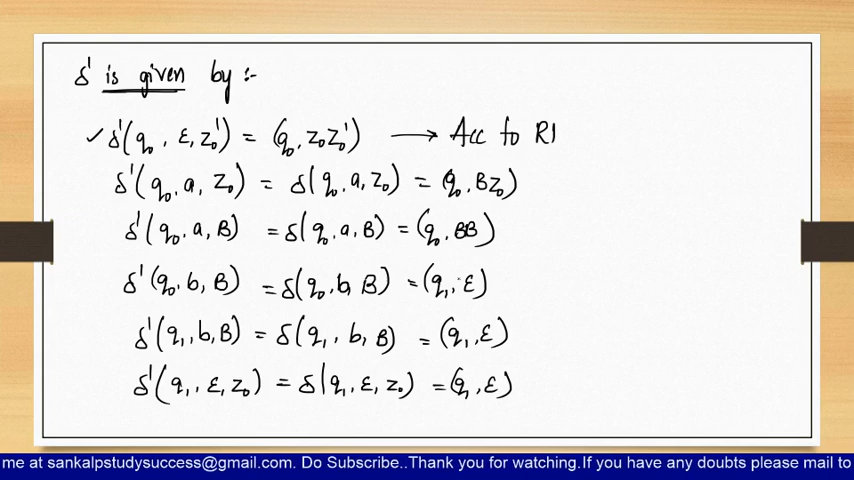 δ' is given by :-
✓ δ'(q₀, ε, z₀') = (q₀, z₀z₀') → Acc to R1
δ'(q₀, a, z₀) = δ(q₀, a, z₀) = (q₀, Bz₀)
δ'(q₀, a, B) = δ(q₀, a, B) = (q₀, BB)
δ'(q₀, b, B) = δ(q₀, b, B) = (q₁, ε)
δ'(q₁, b, B) = δ(q₁, b, B) = (q₁, ε)
δ'(q₁, ε, z₀) = δ(q₁, ε, z₀) = (q₁, ε)
me at sankalpstudysuccess@gmail.com. Do Subscribe..Thank you for watching.If you have any doubts please mail to